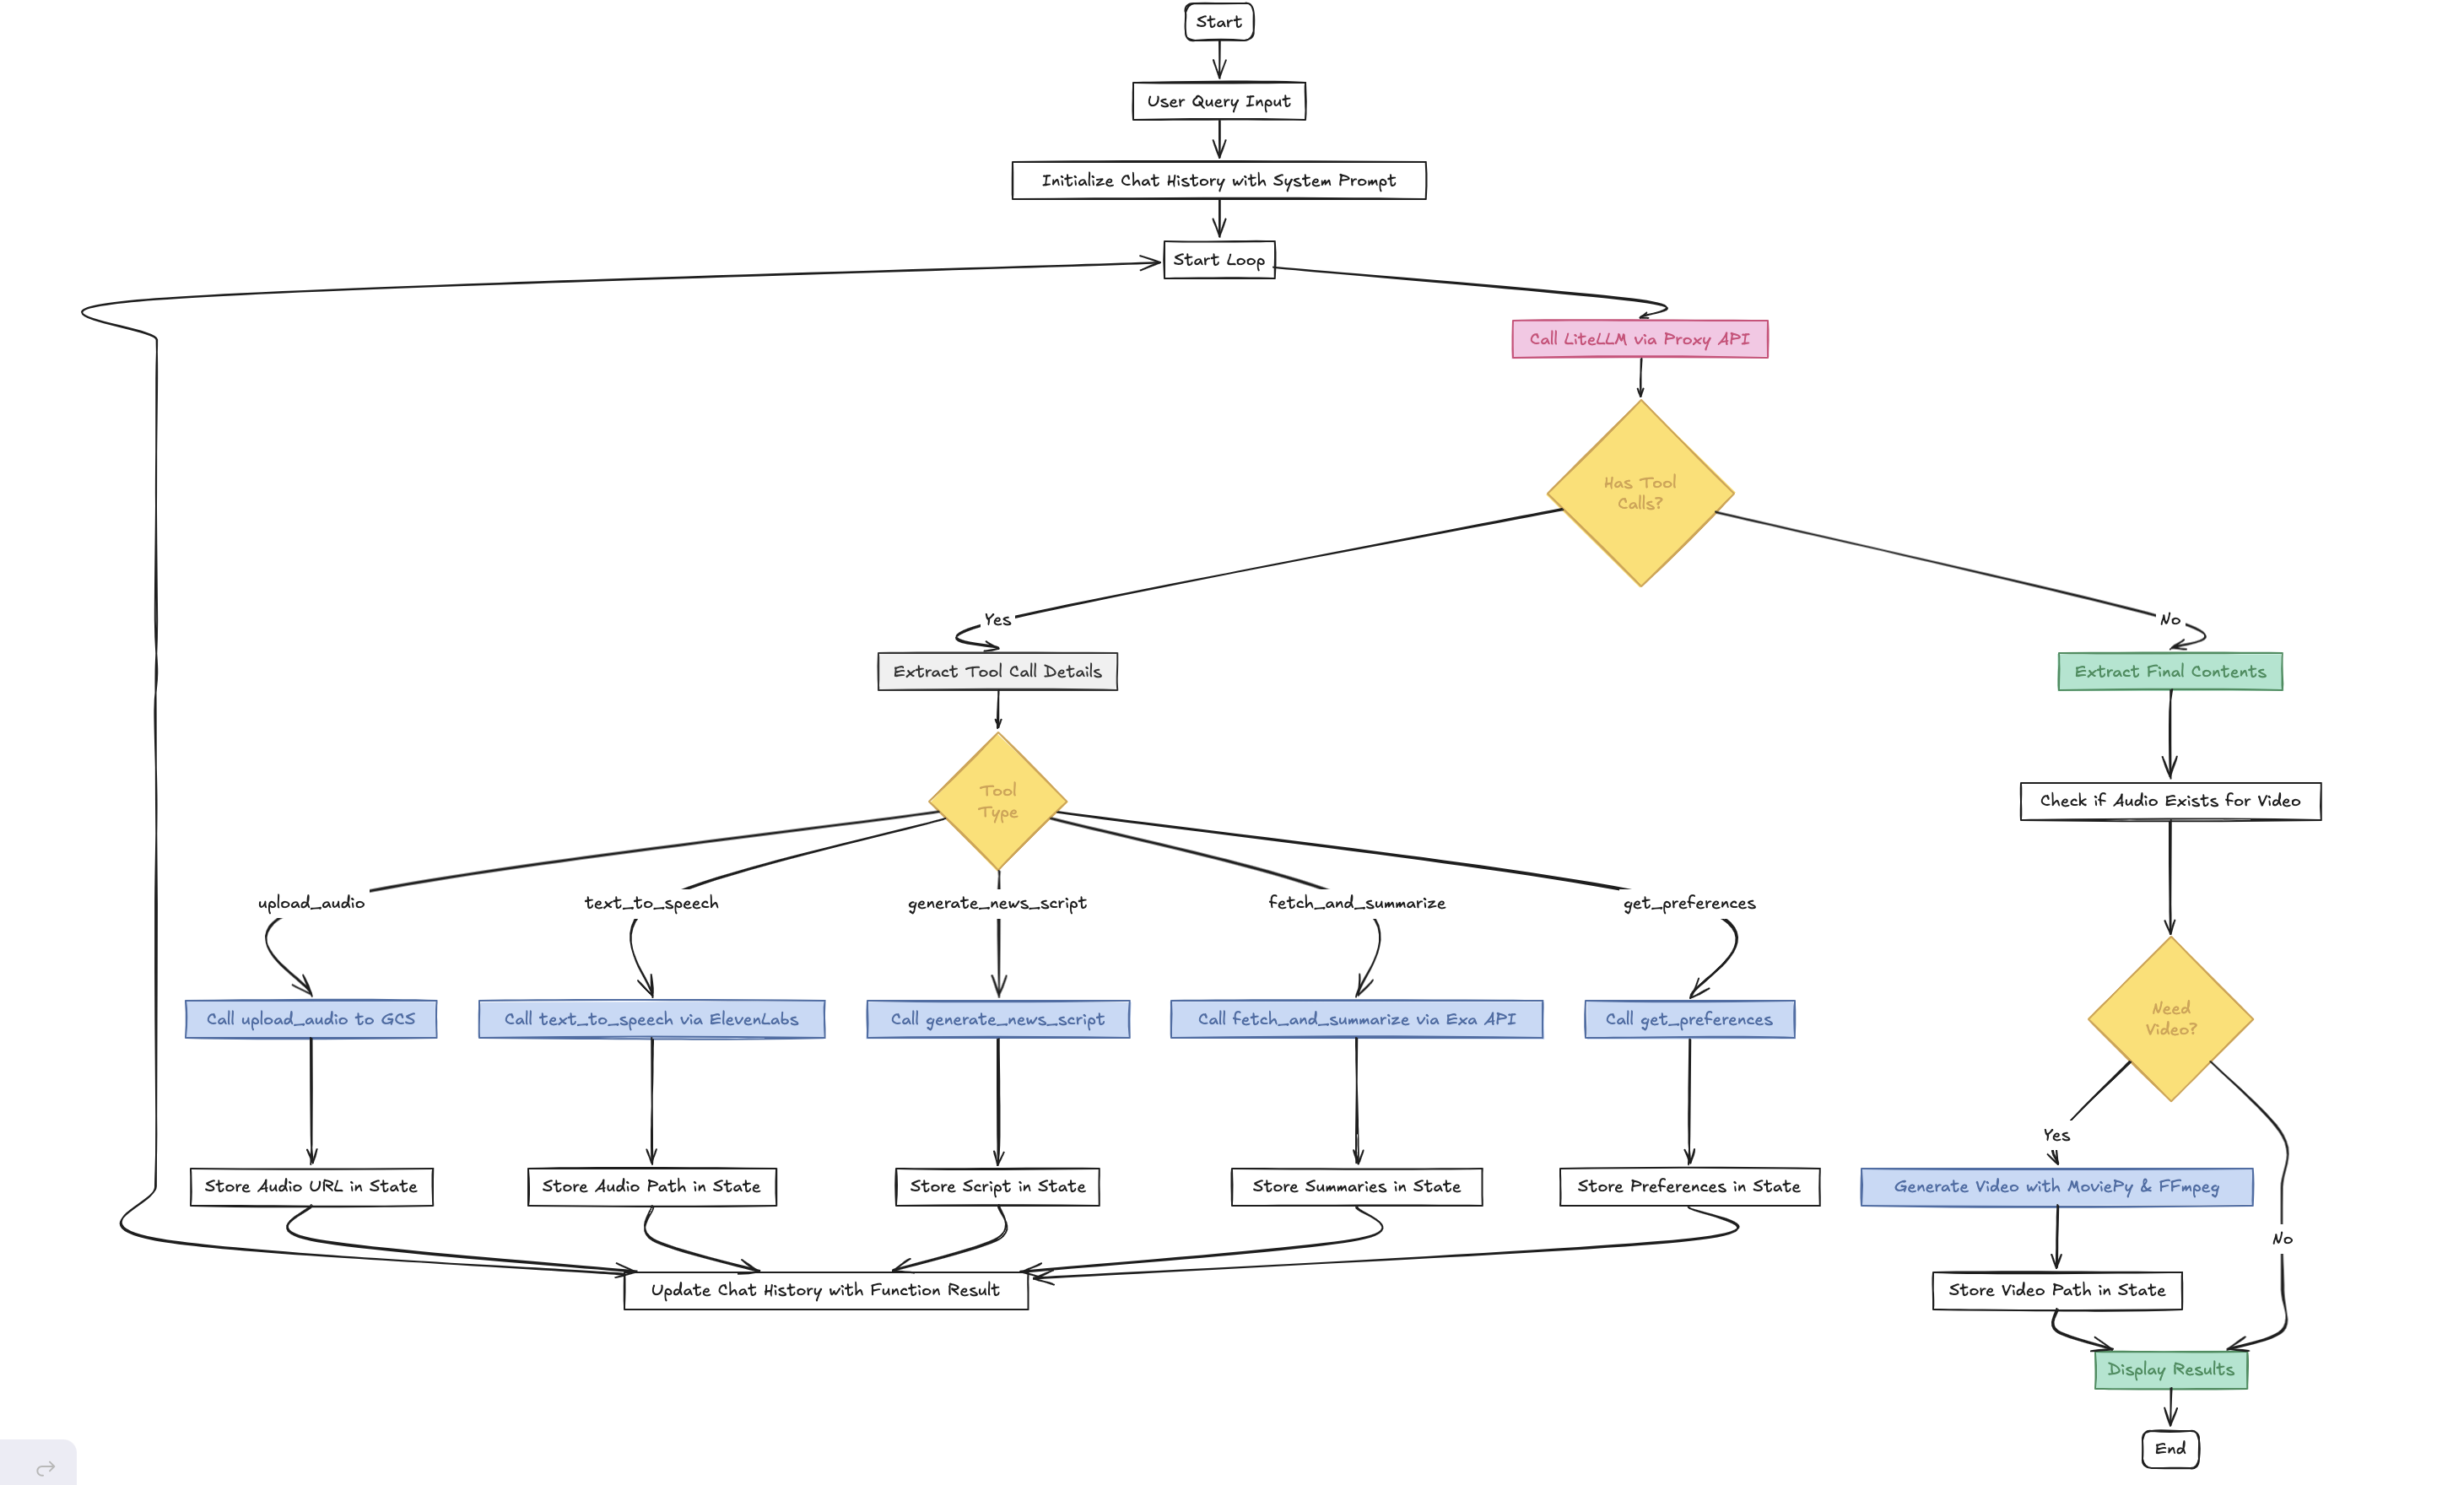 Start
User Query Input
Initialize Chat History with System Prompt
Start Loop
Call LiteLLM via Proxy API
Has Tool
Calls?
Yes
No
Extract Tool Call Details
Extract Final Contents
Tool
Type
Check if Audio Exists for Video
upload_audio
text_to_speech
generate_news_script
fetch_and_summarize
get_preferences
Call upload_audio to GCS
Call text_to_speech via ElevenLabs
Call generate_news_script
Call fetch_and_summarize via Exa API
Call get_preferences
Need
Video?
Yes
Store Audio URL in State
Store Audio Path in State
Store Script in State
Store Summaries in State
Store Preferences in State
Generate Video with MoviePy & FFmpeg
No
Update Chat History with Function Result
Store Video Path in State
Display Results
End